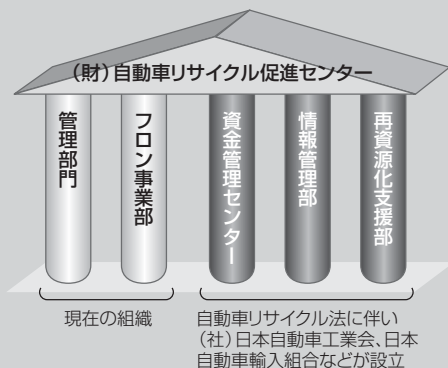 （財）自動車リサイクル促進センター
管理部門
フロン事業部
資金管理センター
情報管理部
再資源化支援部
現在の組織
自動車リサイクル法に伴い
（社）日本自動車工業会、日本
自動車輸入組合などが設立